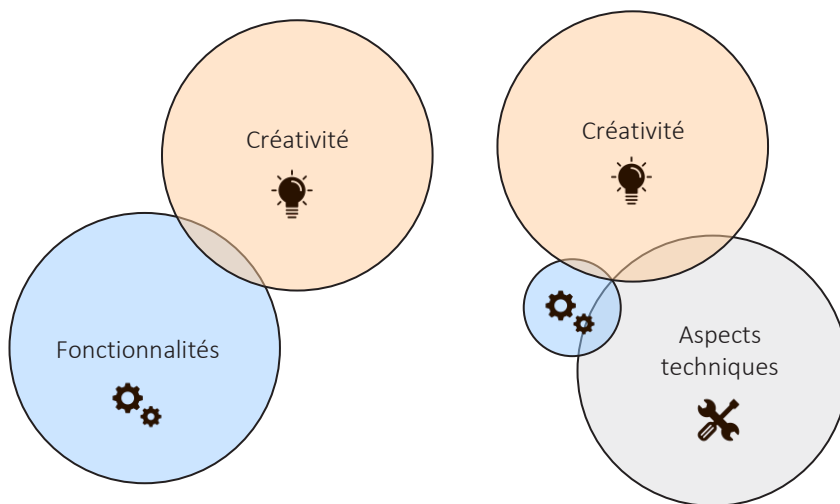 Créativité
Fonctionnalités
Créativité
Aspects
techniques